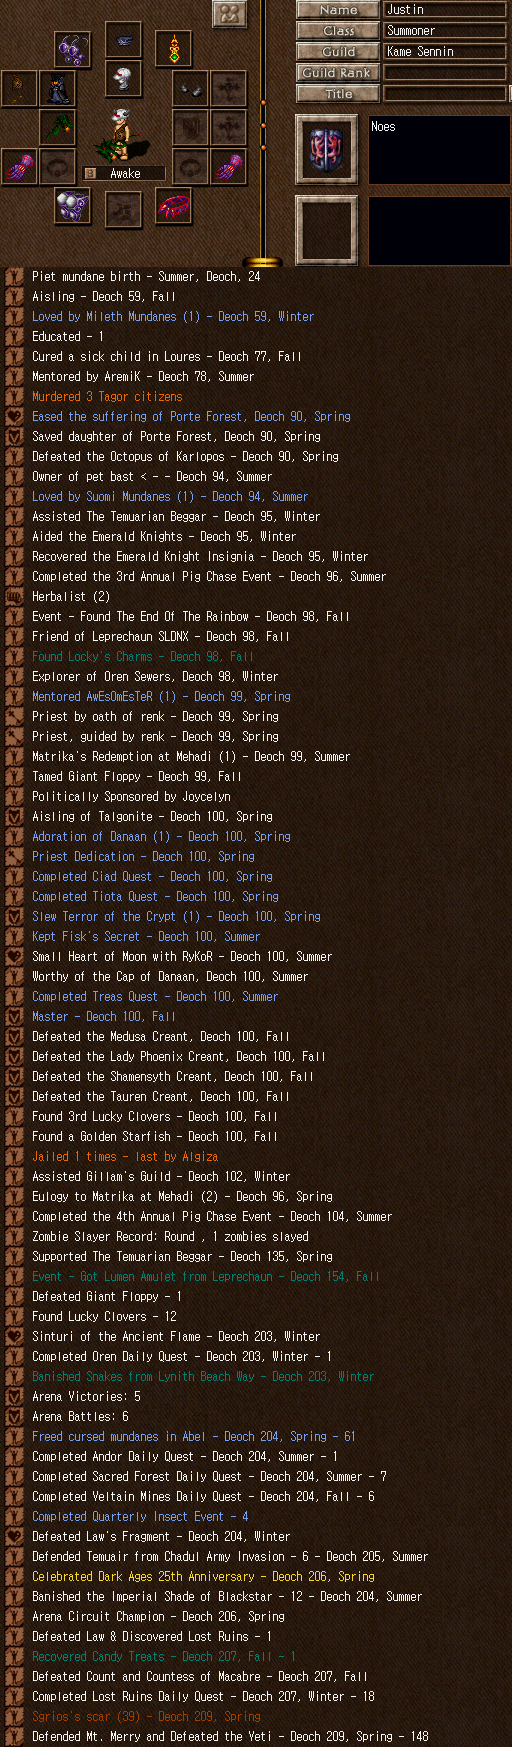 Name Justin
Class Summoner
Guild Kame Sennin
Guild Rank
Title
Noes
Awake
Piet mundane birth - Summer, Deoch, 24
Aisling - Deoch 59, Fall
Loved by Mileth Mundanes (1) - Deoch 59, Winter
Educated - 1
Cured a sick child in Loures - Deoch 77, Fall
Mentored by AremiK - Deoch 78, Summer
Murdered 3 Tagor citizens
Eased the suffering of Porte Forest, Deoch 90, Spring
Saved daughter of Porte Forest, Deoch 90, Spring
Defeated the Octopus of Karlopos - Deoch 90, Spring
Owner of pet bast < - - Deoch 94, Summer
Loved by Suomi Mundanes (1) - Deoch 94, Summer
Assisted The Temuarian Beggar - Deoch 95, Winter
Aided the Emerald Knights - Deoch 95, Winter
Recovered the Emerald Knight Insignia - Deoch 95, Winter
Completed the 3rd Annual Pig Chase Event - Deoch 96, Summer
Herbalist (2)
Event - Found The End Of The Rainbow - Deoch 98, Fall
Friend of Leprechaun SLDNX - Deoch 98, Fall
Found Locky's Charms - Deoch 98, Fall
Explorer of Oren Sewers, Deoch 98, Winter
Mentored AwEsOmEsTeR (1) - Deoch 99, Spring
Priest by oath of renk - Deoch 99, Spring
Priest, guided by renk - Deoch 99, Spring
Matrika's Redemption at Mehadi (1) - Deoch 99, Summer
Tamed Giant Floppy - Deoch 99, Fall
Politically Sponsored by Joycelyn
Aisling of Talgonite - Deoch 100, Spring
Adoration of Danaan (1) - Deoch 100, Spring
Priest Dedication - Deoch 100, Spring
Completed Ciad Quest - Deoch 100, Spring
Completed Tiota Quest - Deoch 100, Spring
Slew Terror of the Crypt (1) - Deoch 100, Spring
Kept Fisk's Secret - Deoch 100, Summer
Small Heart of Moon with RyKoR - Deoch 100, Summer
Worthy of the Cap of Danaan, Deoch 100, Summer
Completed Treas Quest - Deoch 100, Summer
Master - Deoch 100, Fall
Defeated the Medusa Creant, Deoch 100, Fall
Defeated the Lady Phoenix Creant, Deoch 100, Fall
Defeated the Shamensyth Creant, Deoch 100, Fall
Defeated the Tauren Creant, Deoch 100, Fall
Found 3rd Lucky Clovers - Deoch 100, Fall
Found a Golden Starfish - Deoch 100, Fall
Jailed 1 times - last by Algiza
Assisted Gillam's Guild - Deoch 102, Winter
Eulogy to Matrika at Mehadi (2) - Deoch 96, Spring
Completed the 4th Annual Pig Chase Event - Deoch 104, Summer
Zombie Slayer Record: Round , 1 zombies slayed
Supported The Temuarian Beggar - Deoch 135, Spring
Event - Got Lumen Amulet from Leprechaun - Deoch 154, Fall
Defeated Giant Floppy - 1
Found Lucky Clovers - 12
Sinturi of the Ancient Flame - Deoch 203, Winter
Completed Oren Daily Quest - Deoch 203, Winter - 1
Banished Snakes from Lynith Beach Way - Deoch 203, Winter
Arena Victories: 5
Arena Battles: 6
Freed cursed mundanes in Abel - Deoch 204, Spring - 61
Completed Andor Daily Quest - Deoch 204, Summer - 1
Completed Sacred Forest Daily Quest - Deoch 204, Summer - 7
Completed Veltain Mines Daily Quest - Deoch 204, Fall - 6
Completed Quarterly Insect Event - 4
Defeated Law's Fragment - Deoch 204, Winter
Defended Temuair from Chadul Army Invasion - 6 - Deoch 205, Summer
Celebrated Dark Ages 25th Anniversary - Deoch 206, Spring
Banished the Imperial Shade of Blackstar - 12 - Deoch 204, Summer
Arena Circuit Champion - Deoch 206, Spring
Defeated Law & Discovered Lost Ruins - 1
Recovered Candy Treats - Deoch 207, Fall - 1
Defeated Count and Countess of Macabre - Deoch 207, Fall
Completed Lost Ruins Daily Quest - Deoch 207, Winter - 18
Sgrios's scar (39) - Deoch 209, Spring
Defended Mt. Merry and Defeated the Yeti - Deoch 209, Spring - 148